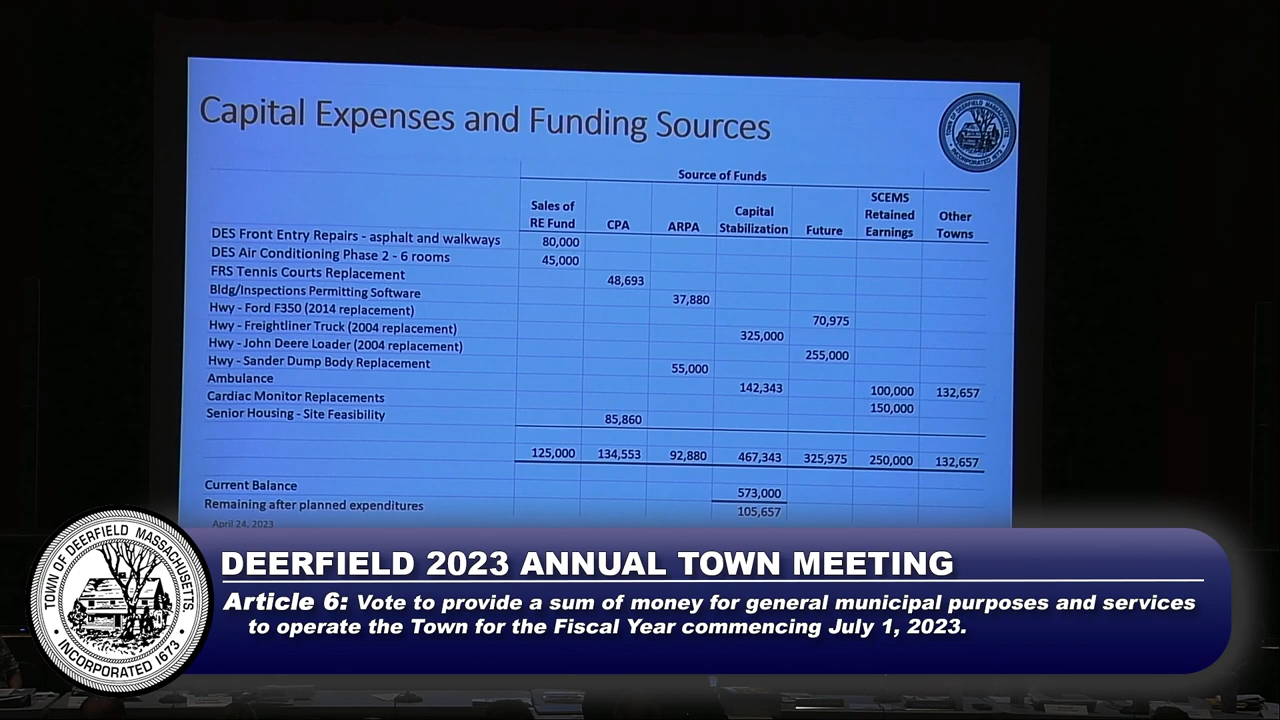 Capital Expenses and Funding Sources
TOWN OF DEERFIELD MASSACHUSETTS
INCORPORATED 1673
Source of Funds
Sales of RE Fund CPA ARPA Capital Stabilization Future SCEMS Retained Earnings Other Towns
DES Front Entry Repairs - asphalt and walkways 80,000
DES Air Conditioning Phase 2 - 6 rooms 45,000
FRS Tennis Courts Replacement 48,693
Bldg/Inspections Permitting Software 37,880
Hwy - Ford F350 (2014 replacement) 70,975
Hwy - Freightliner Truck (2004 replacement) 325,000
Hwy - John Deere Loader (2004 replacement) 255,000
Hwy - Sander Dump Body Replacement 55,000
Ambulance 142,343 100,000 132,657
Cardiac Monitor Replacements 150,000
Senior Housing - Site Feasibility 85,860
125,000 134,553 92,880 467,343 325,975 250,000 132,657
Current Balance 573,000
Remaining after planned expenditures 105,657
April 24, 2023
TOWN OF DEERFIELD MASSACHUSETTS.
• INCORPORATED 1673 •
DEERFIELD 2023 ANNUAL TOWN MEETING
Article 6: Vote to provide a sum of money for general municipal purposes and services
to operate the Town for the Fiscal Year commencing July 1, 2023.